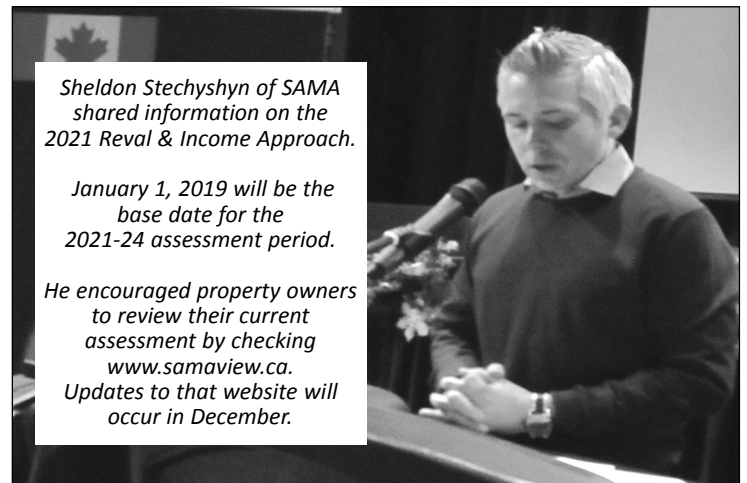 Sheldon Stechyshyn of SAMA
shared information on the
2021 Reval & Income Approach.
January 1, 2019 will be the
base date for the
2021-24 assessment period.
He encouraged property owners
to review their current
assessment by checking
www.samaview.ca.
Updates to that website will
occur in December.